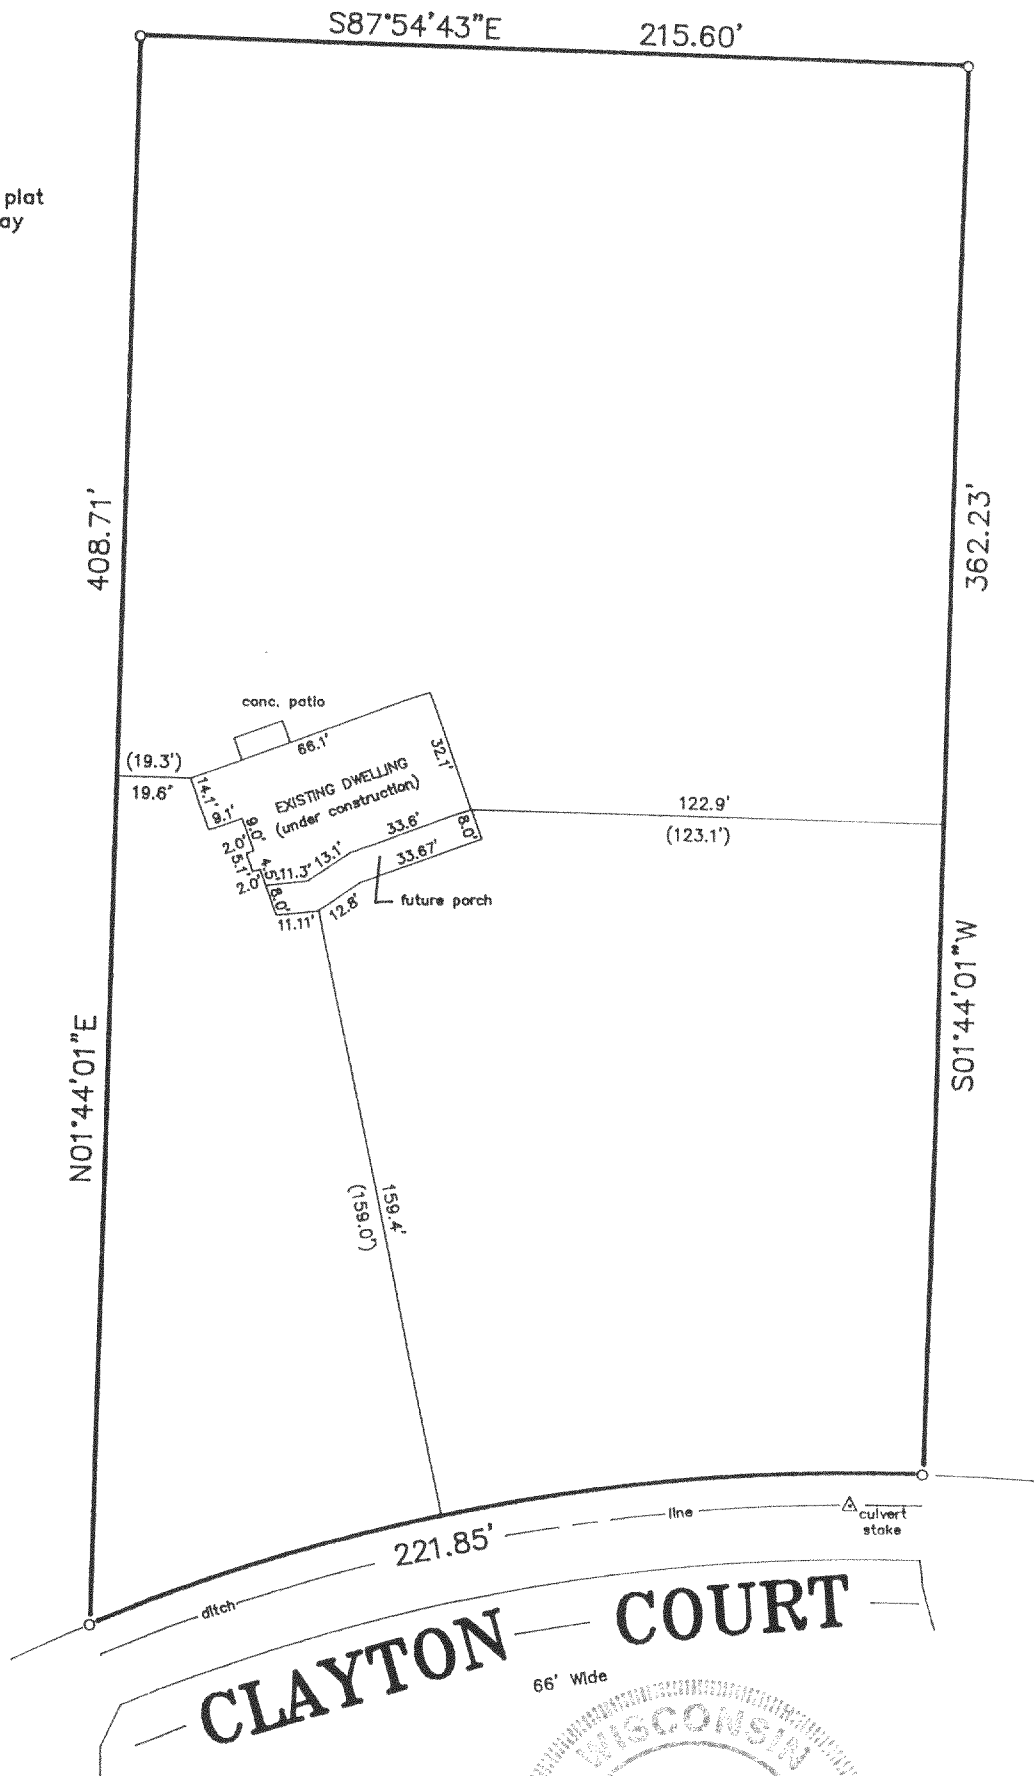 S87°54'43"E 215.60'
plat
ay
408.71'
362.23'
conc. patio
66.1'
(19.3')
19.6'
32.1'
EXISTING DWELLING
(under construction)
14.1'
9.1'
9.0'
2.0'
5.1'
2.0'
4.5'
11.3'
13.1'
33.6'
8.0'
122.9'
(123.1')
33.67'
8.0'
11.11'
12.8'
future porch
N01°44'01"E
S01°44'01"W
159.4'
(159.0')
221.85'
ditch
line
culvert
stake
CLAYTON COURT
66' Wide
WISCONSIN